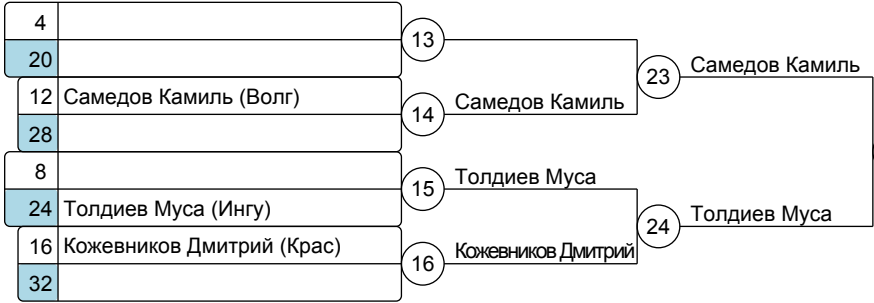 4
13
20
23 Самедов Камиль
12 Самедов Камиль (Волг)
14 Самедов Камиль
28
8
15 Толдиев Муса
24 Толдиев Муса (Ингу)
24 Толдиев Муса
16 Кожевников Дмитрий (Крас)
16 Кожевников Дмитрий
32